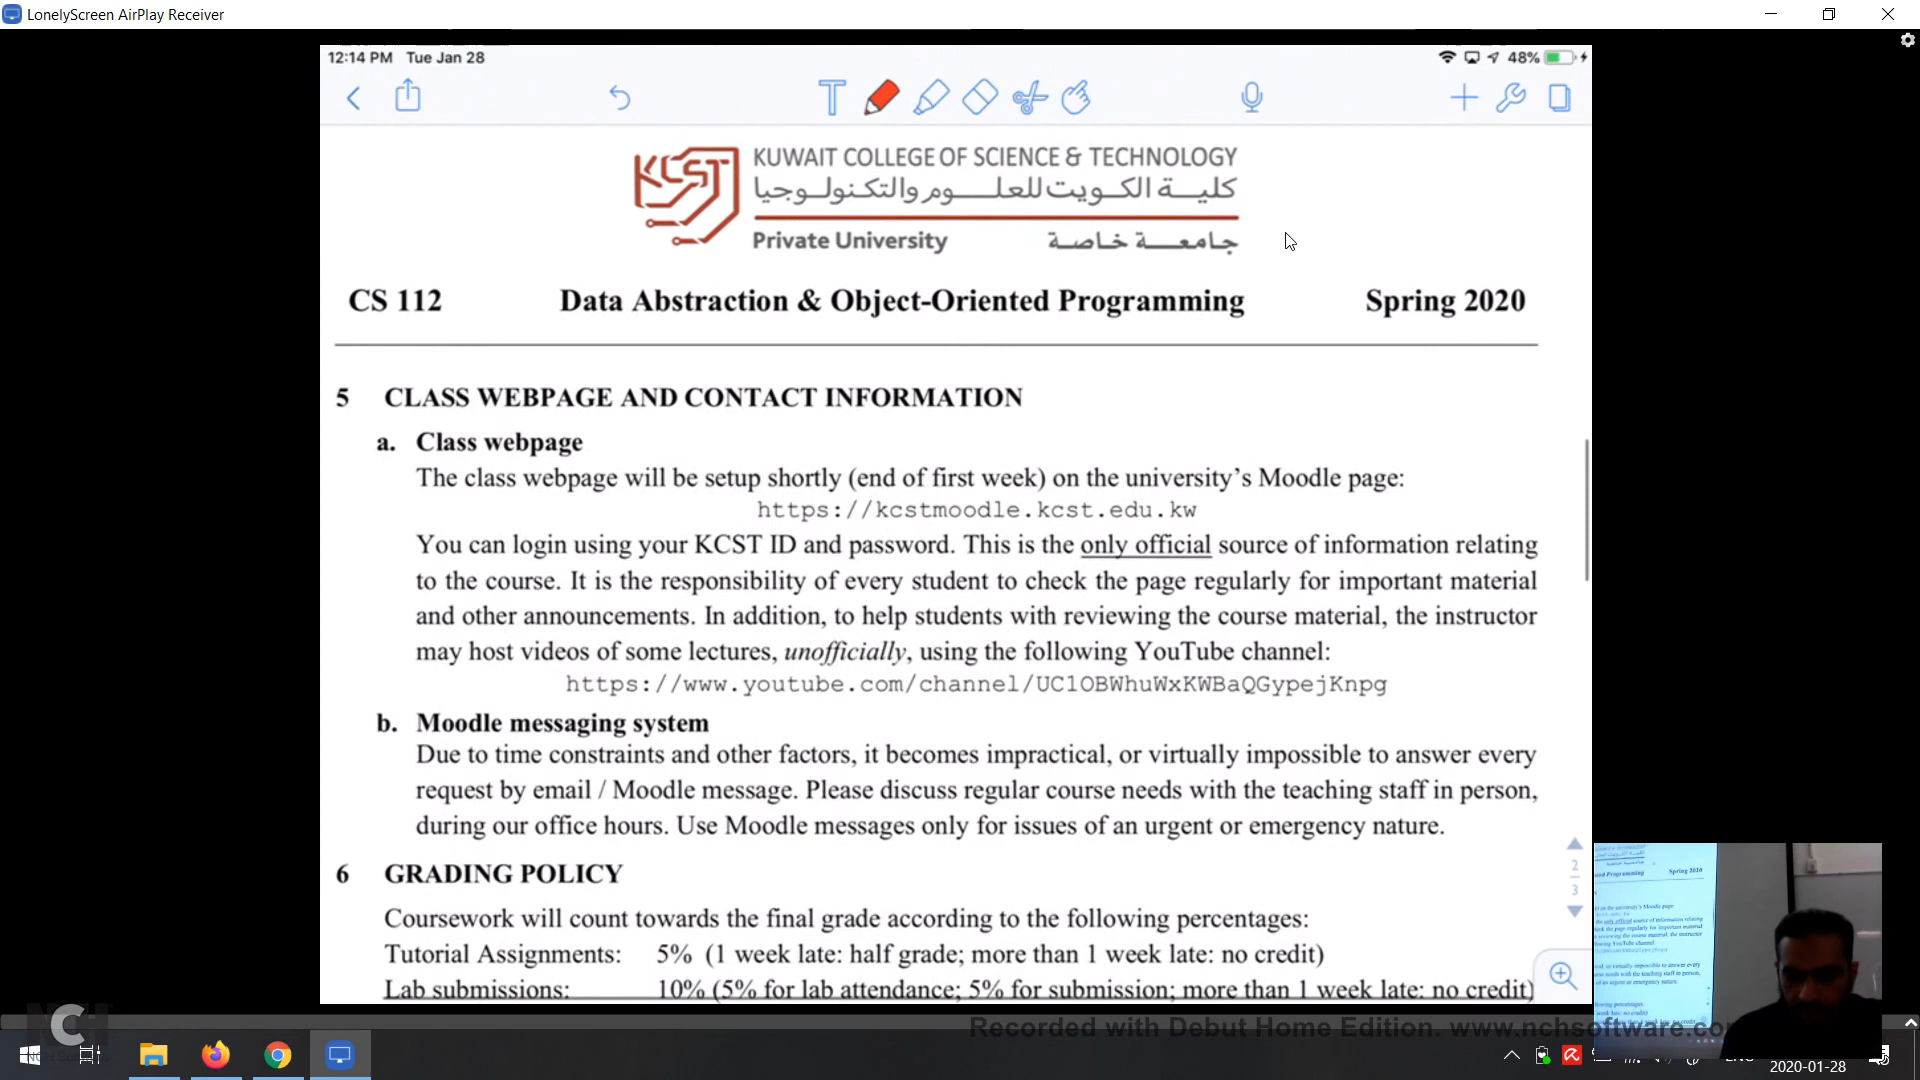 LonelyScreen AirPlay Receiver
12:14 PM Tue Jan 28
48%
KCST
KUWAIT COLLEGE OF SCIENCE & TECHNOLOGY
كلية الكويت للعلوم والتكنولوجيا
Private University جامعة خاصة
CS 112 Data Abstraction & Object-Oriented Programming Spring 2020
5 CLASS WEBPAGE AND CONTACT INFORMATION
a. Class webpage
The class webpage will be setup shortly (end of first week) on the university's Moodle page:
https://kcstmoodle.kcst.edu.kw
You can login using your KCST ID and password. This is the only official source of information relating
to the course. It is the responsibility of every student to check the page regularly for important material
and other announcements. In addition, to help students with reviewing the course material, the instructor
may host videos of some lectures, unofficially, using the following YouTube channel:
https://www.youtube.com/channel/UC1OBWhuWxKWBaQGypejKnpg
b. Moodle messaging system
Due to time constraints and other factors, it becomes impractical, or virtually impossible to answer every
request by email / Moodle message. Please discuss regular course needs with the teaching staff in person,
during our office hours. Use Moodle messages only for issues of an urgent or emergency nature.
6 GRADING POLICY
Coursework will count towards the final grade according to the following percentages:
Tutorial Assignments: 5% (1 week late: half grade; more than 1 week late: no credit)
Lab submissions: 10% (5% for lab attendance; 5% for submission; more than 1 week late: no credit)
2
3
Spring 2020
Recorded with Debut Home Edition. www.nchsoftware.co
NCH
2020-01-28